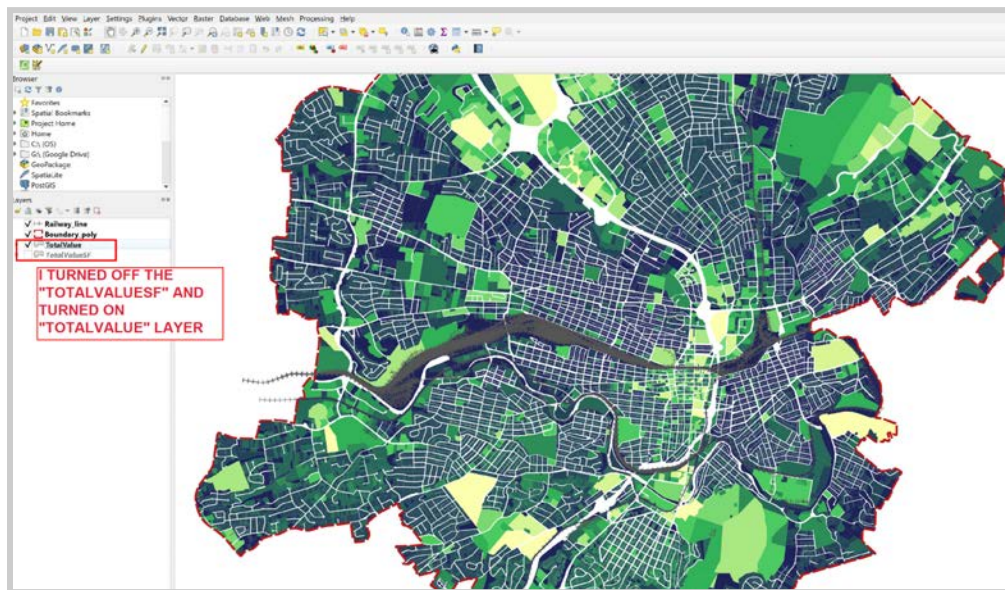 Project Edit View Layer Settings Plugins Vector Raster Database Web Mesh Processing Help
Browser
Favorites
Spatial Bookmarks
Project Home
Home
C:\ (OS)
G:\ (Google Drive)
GeoPackage
SpatiaLite
PostGIS
Layers
Railway_line
Boundary_poly
TotalValue
TotalValueSF
I TURNED OFF THE
"TOTALVALUESF" AND
TURNED ON
"TOTALVALUE" LAYER